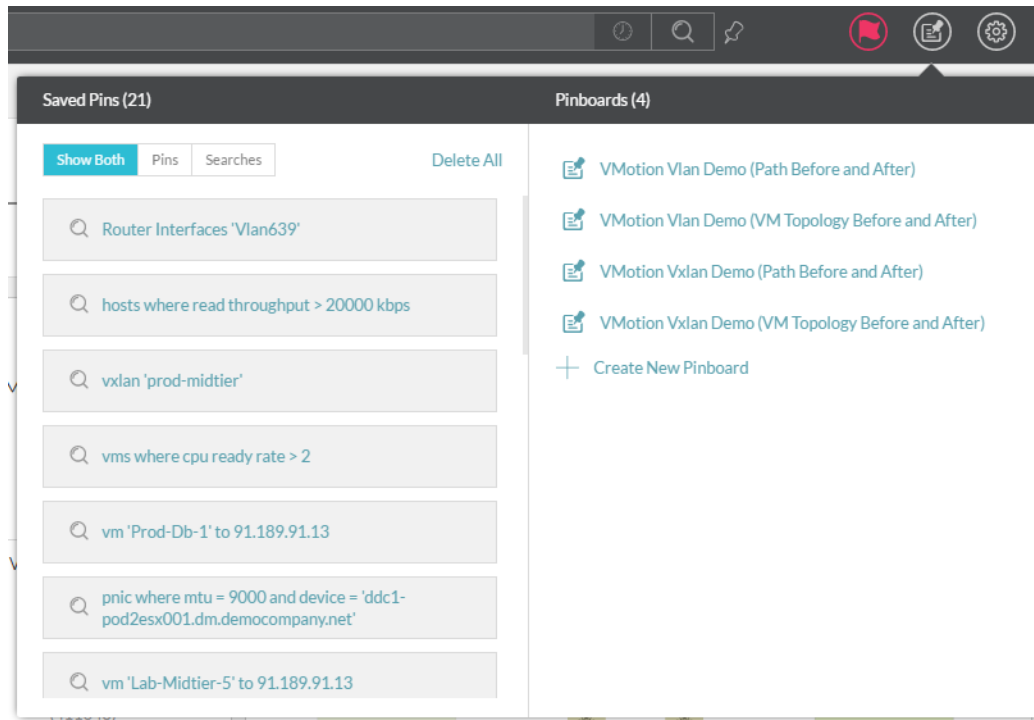 Saved Pins (21)
Pinboards (4)
Show Both
Pins
Searches
Delete All
Router Interfaces 'Vlan639'
hosts where read throughput > 20000 kbps
vxlan 'prod-midtier'
vms where cpu ready rate > 2
vm 'Prod-Db-1' to 91.189.91.13
pnic where mtu = 9000 and device = 'ddc1-
pod2esx001.dm.democompany.net'
vm 'Lab-Midtier-5' to 91.189.91.13
VMotion Vlan Demo (Path Before and After)
VMotion Vlan Demo (VM Topology Before and After)
VMotion Vxlan Demo (Path Before and After)
VMotion Vxlan Demo (VM Topology Before and After)
Create New Pinboard